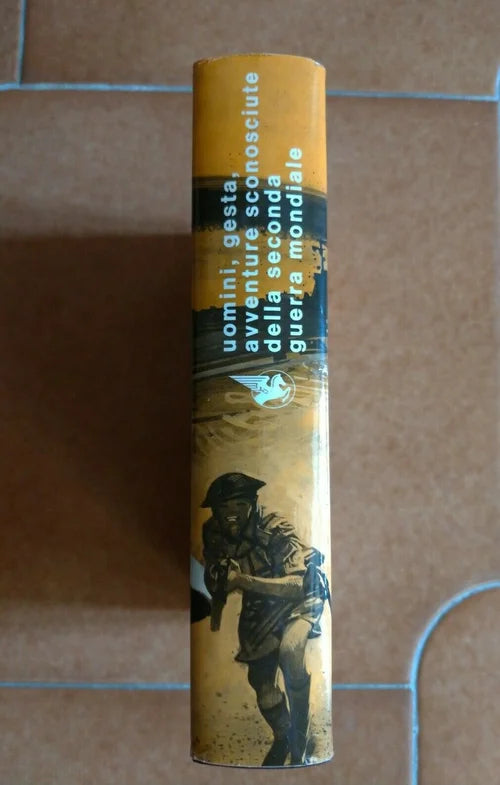 uomini, gesta,
avventure sconosciute
della seconda
guerra mondiale